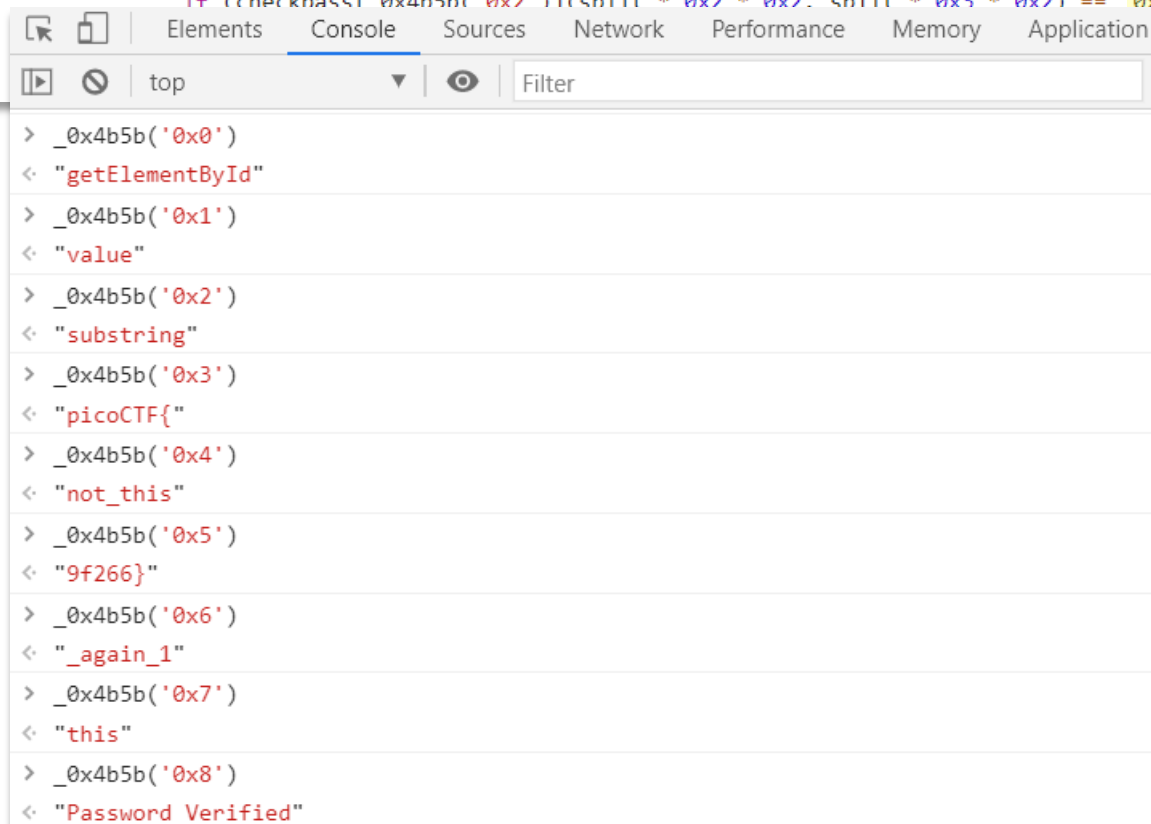 Elements Console Sources Network Performance Memory Application
top Filter
> _0x4b5b('0x0')
"getElementById"
> _0x4b5b('0x1')
"value"
> _0x4b5b('0x2')
"substring"
> _0x4b5b('0x3')
"picoCTF{"
> _0x4b5b('0x4')
"not_this"
> _0x4b5b('0x5')
"9f266}"
> _0x4b5b('0x6')
"_again_1"
> _0x4b5b('0x7')
"this"
> _0x4b5b('0x8')
"Password Verified"